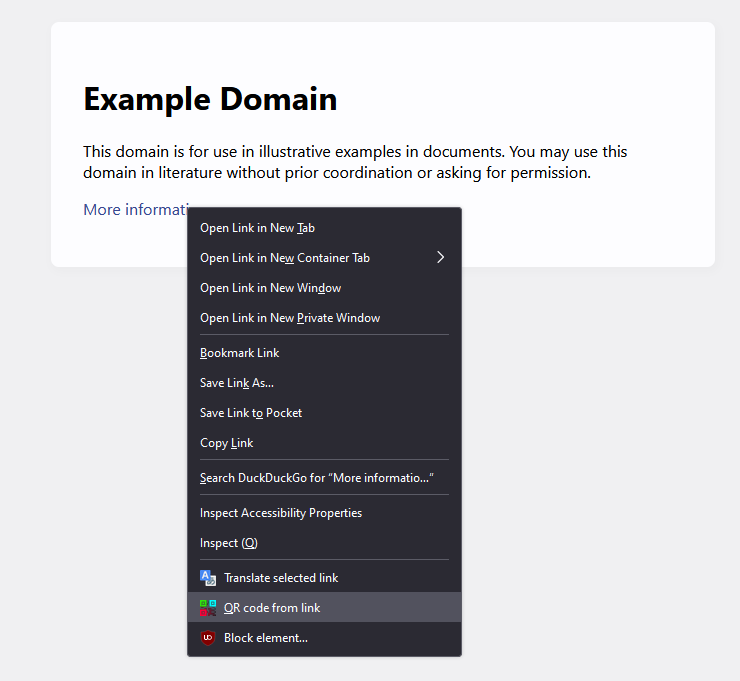 Example Domain
This domain is for use in illustrative examples in documents. You may use this
domain in literature without prior coordination or asking for permission.
More informati
Open Link in New Tab
Open Link in New Container Tab
Open Link in New Window
Open Link in New Private Window
Bookmark Link
Save Link As...
Save Link to Pocket
Copy Link
Search DuckDuckGo for “More informatio...“
Inspect Accessibility Properties
Inspect (Q)
Translate selected link
QR code from link
Block element...